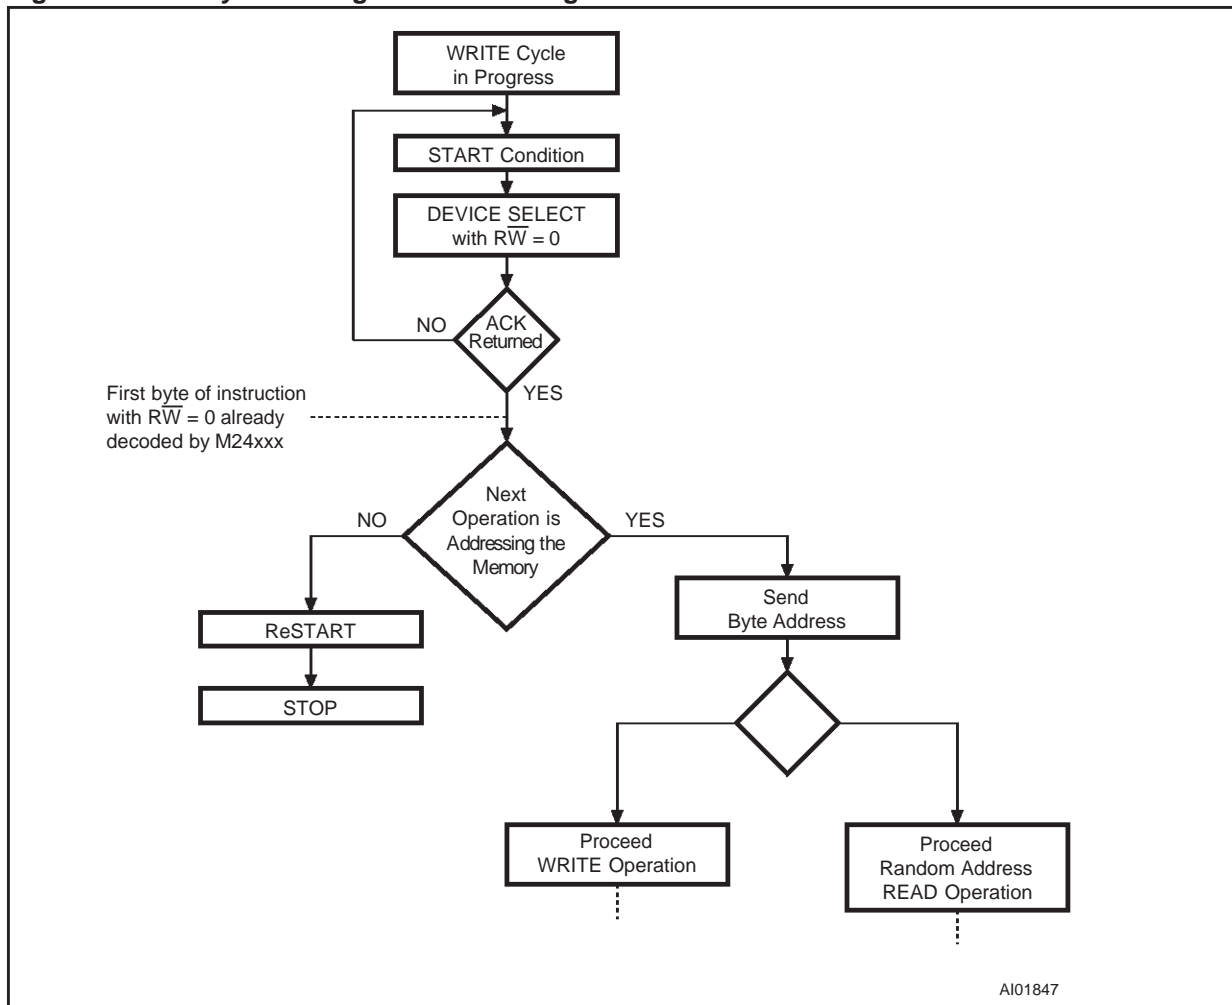 WRITE Cycle
in Progress
START Condition
DEVICE SELECT
with RW̅ = 0
NO
ACK
Returned
YES
First byte of instruction
with RW̅ = 0 already
decoded by M24xxx
Next
Operation is
Addressing the
Memory
NO
YES
ReSTART
STOP
Send
Byte Address
Proceed
WRITE Operation
Proceed
Random Address
READ Operation
AI01847